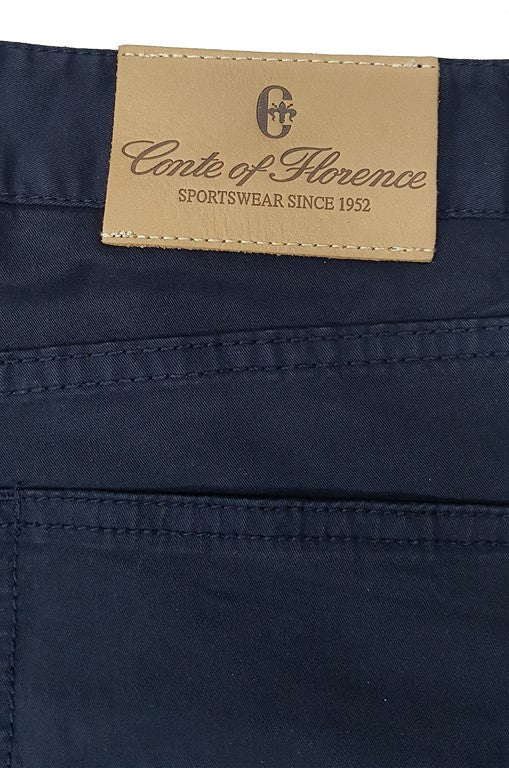 C
Conte of Florence
SPORTSWEAR SINCE 1952